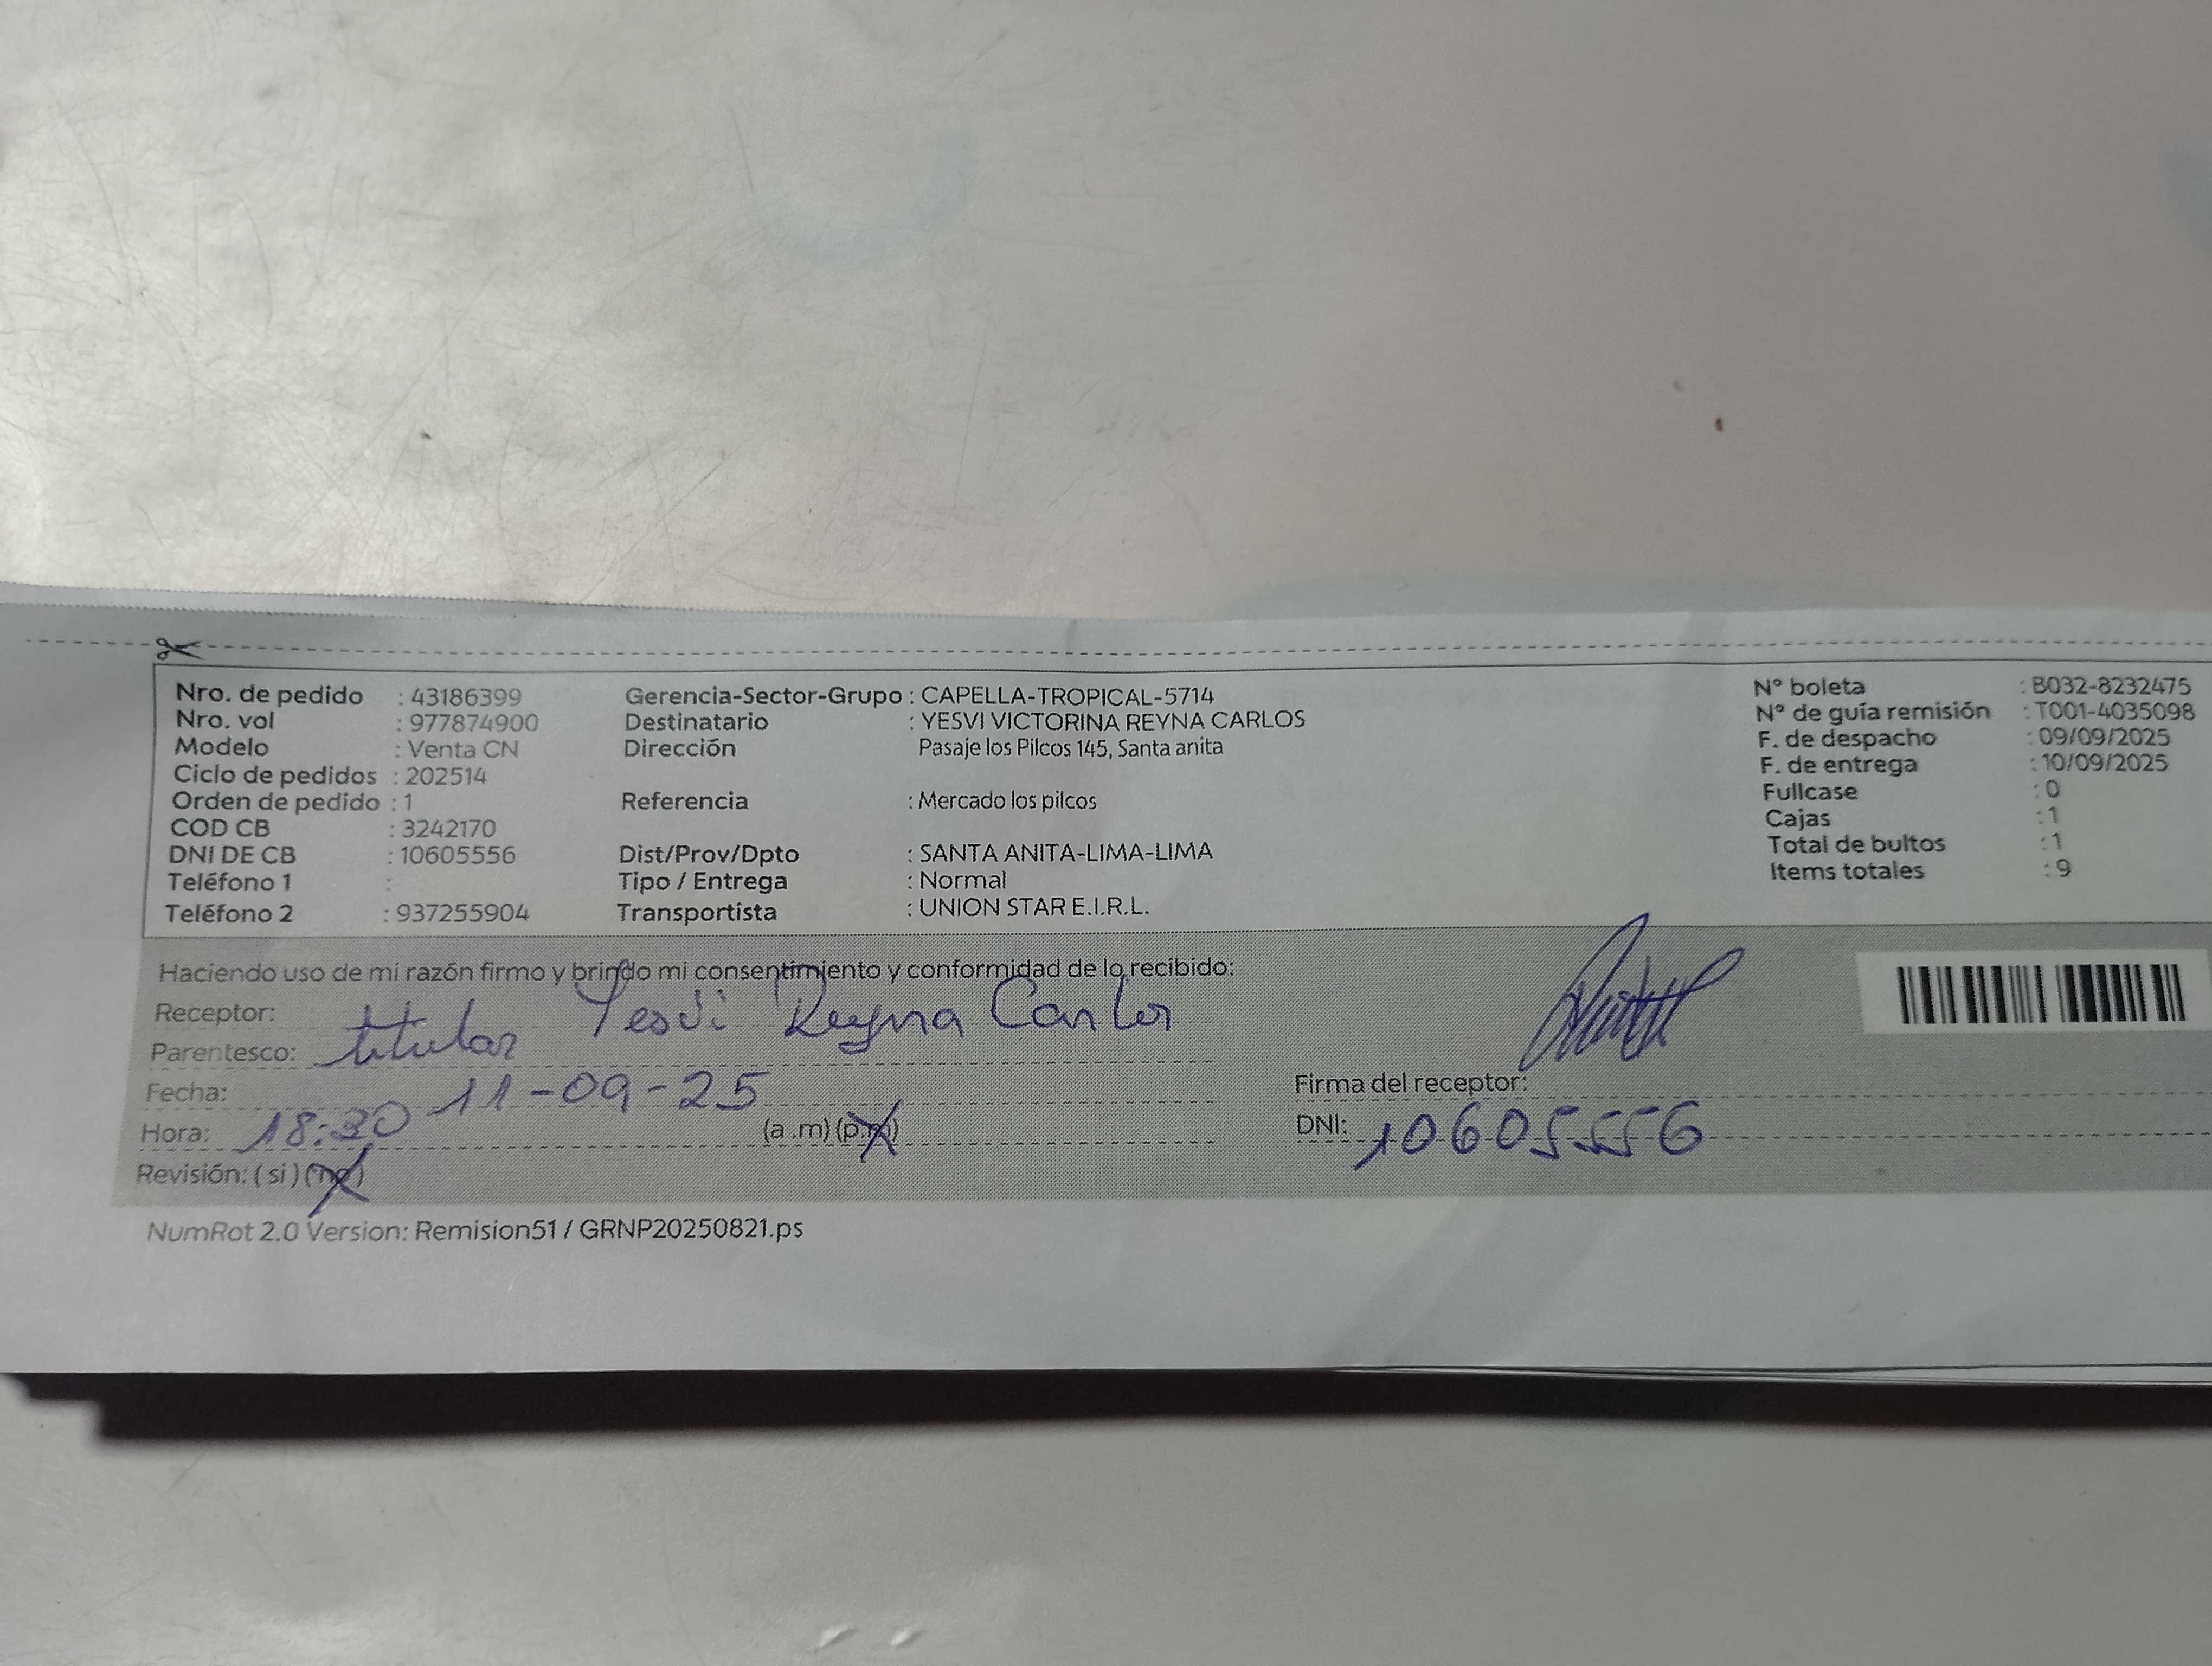 Nro. de pedido : 43186399 Gerencia-Sector-Grupo : CAPELLA-TROPICAL-5714 N° boleta : B032-8232475
Nro. vol : 977874900 Destinatario : YESVI VICTORINA REYNA CARLOS N° de guía remisión : T001-4035098
Modelo : Venta CN Dirección Pasaje los Pilcos 145, Santa anita F. de despacho : 09/09/2025
Ciclo de pedidos : 202514 F. de entrega : 10/09/2025
Orden de pedido : 1 Referencia : Mercado los pilcos Fullcase : 0
COD CB : 3242170 Cajas : 1
DNI DE CB : 10605556 Dist/Prov/Dpto : SANTA ANITA-LIMA-LIMA Total de bultos : 1
Teléfono 1 : Tipo / Entrega : Normal Items totales : 9
Teléfono 2 : 937255904 Transportista : UNION STAR E.I.R.L.
Haciendo uso de mi razón firmo y brindo mi consentimiento y conformidad de lo recibido:
Receptor: Yesvi Reyna Carlos
Parentesco: titular
Fecha: 11-09-25 Firma del receptor:
Hora: 18:30 (a.m) (p.m) DNI: 10605556
Revisión: (si) (no)
NumRot 2.0 Version: Remision51 / GRNP20250821.ps